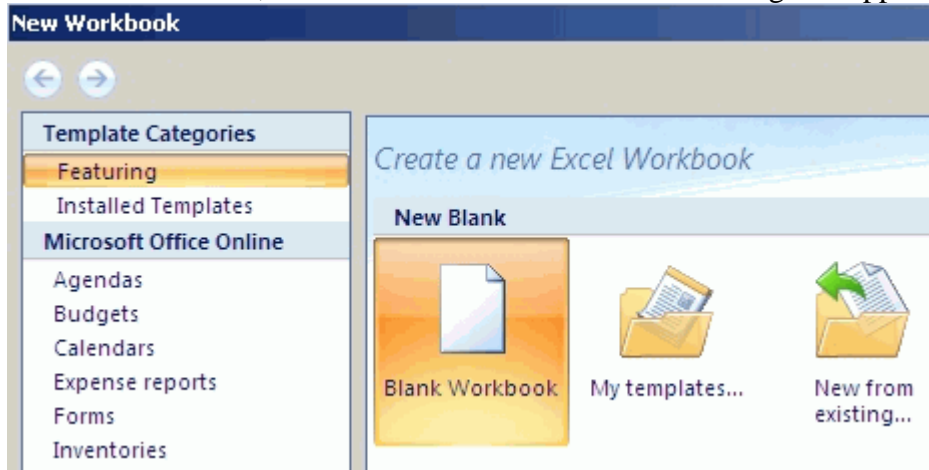 New Workbook
Template Categories
Featuring
Installed Templates
Microsoft Office Online
Agendas
Budgets
Calendars
Expense reports
Forms
Inventories
Create a new Excel Workbook
New Blank
Blank Workbook
My templates...
New from
existing...